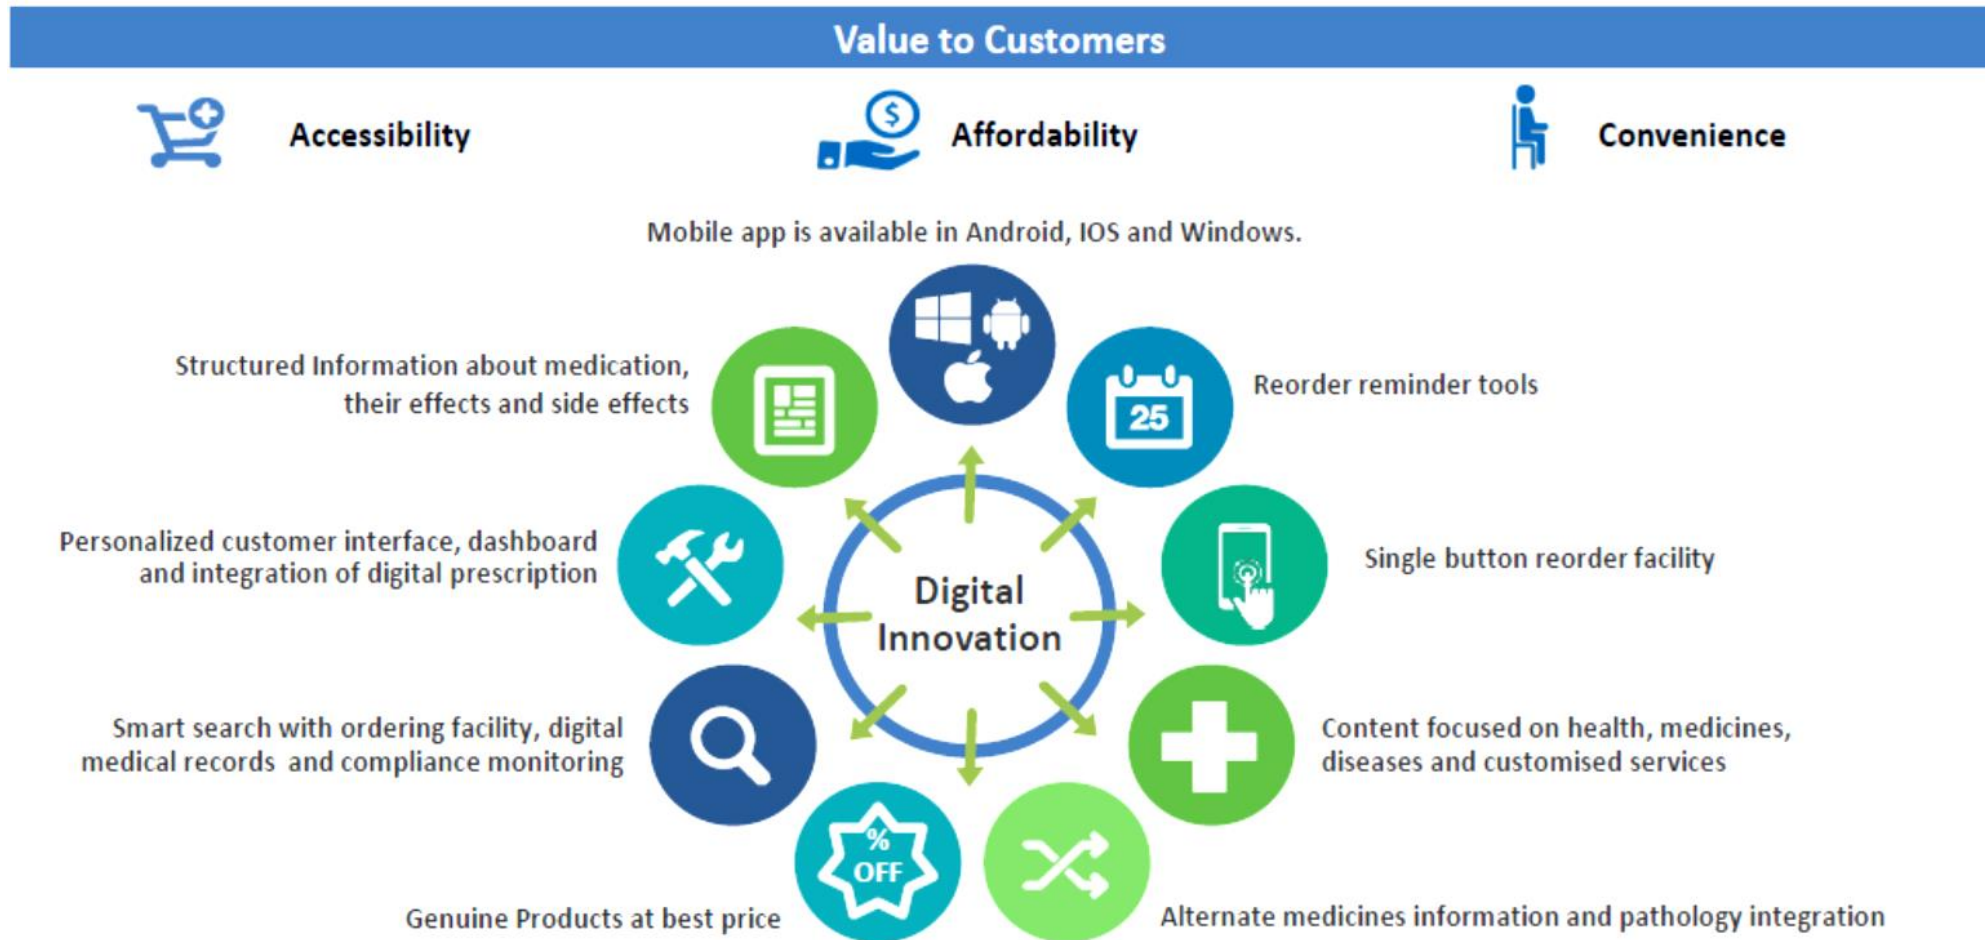 Value to Customers
Accessibility
Affordability
Convenience
Mobile app is available in Android, IOS and Windows.
Structured Information about medication,
their effects and side effects
25
Reorder reminder tools
Personalized customer interface, dashboard
and integration of digital prescription
Single button reorder facility
Digital
Innovation
Smart search with ordering facility, digital
medical records and compliance monitoring
Content focused on health, medicines,
diseases and customised services
%
OFF
Genuine Products at best price
Alternate medicines information and pathology integration